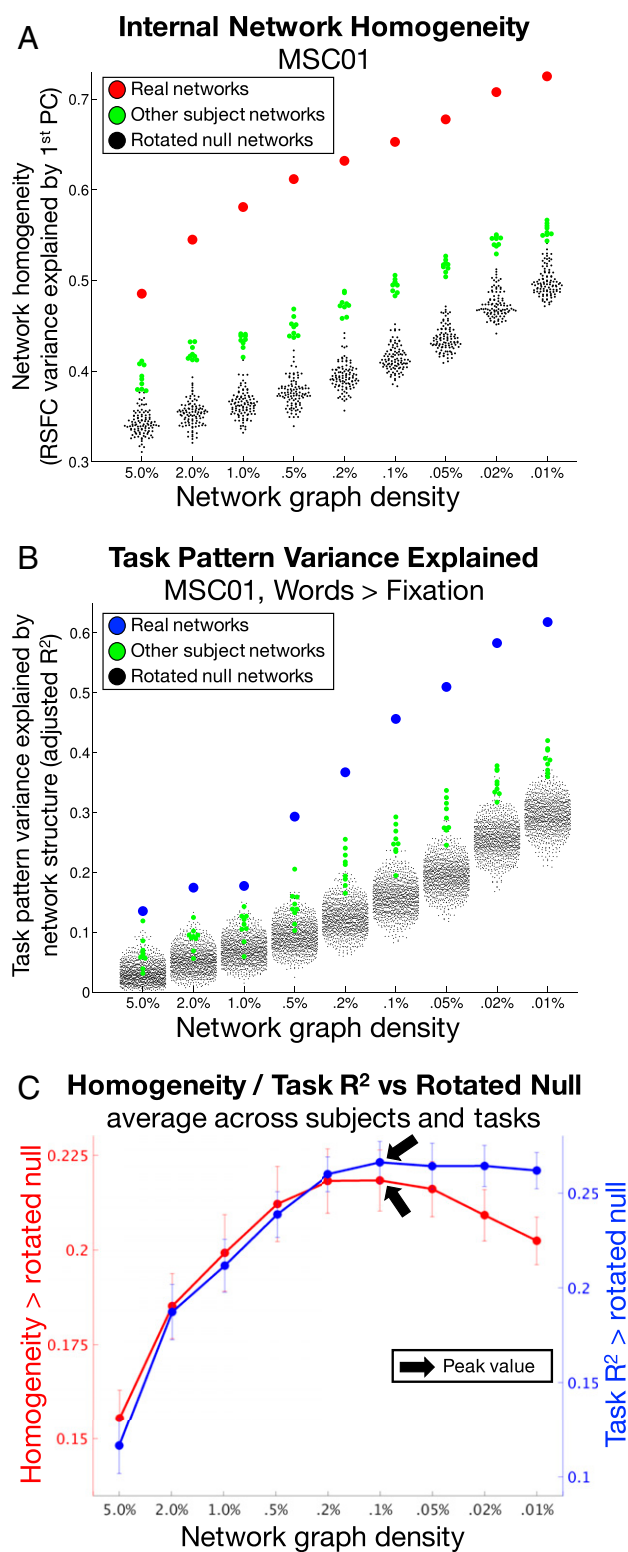 A
Internal Network Homogeneity
MSC01
Real networks
Other subject networks
Rotated null networks
Network homogeneity
(RSFC variance explained by 1st PC)
0.7
0.6
0.5
0.4
0.3
5.0% 2.0% 1.0% .5% .2% .1% .05% .02% .01%
Network graph density
B
Task Pattern Variance Explained
MSC01, Words > Fixation
Real networks
Other subject networks
Rotated null networks
Task pattern variance explained by
network structure (adjusted R²)
0.6
0.5
0.4
0.3
0.2
0.1
0
5.0% 2.0% 1.0% .5% .2% .1% .05% .02% .01%
Network graph density
C
Homogeneity / Task R² vs Rotated Null
average across subjects and tasks
Homogeneity > rotated null
0.225
0.2
0.175
0.15
Peak value
0.25
0.2
0.15
0.1
Task R² > rotated null
5.0% 2.0% 1.0% .5% .2% .1% .05% .02% .01%
Network graph density